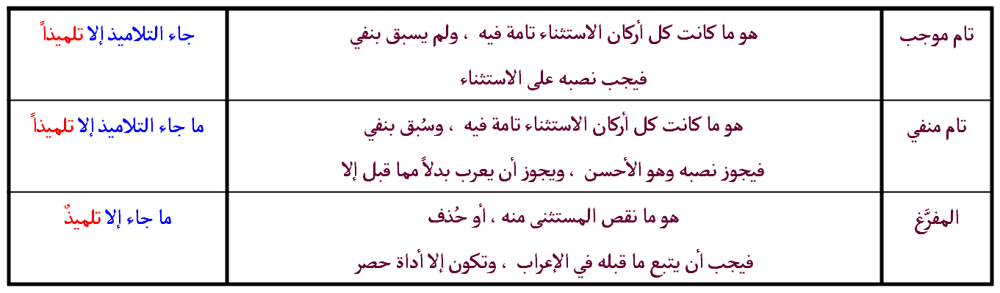 تام موجب
هو ما كانت كل أركان الاستثناء تامة فيه ، ولم يسبق بنفي
فيجب نصبه على الاستثناء
جاء التلاميذ إلا تلميذاً
تام منفي
هو ما كانت كل أركان الاستثناء تامة فيه ، وسُبق بنفي
فيجوز نصبه وهو الأحسن ، ويجوز أن يعرب بدلاً مما قبل إلا
ما جاء التلاميذ إلا تلميذاً
المفرَّغ
هو ما نقص المستثنى منه ، أو حُذف
فيجب أن يتبع ما قبله في الإعراب ، وتكون إلا أداة حصر
ما جاء إلا تلميذٌ